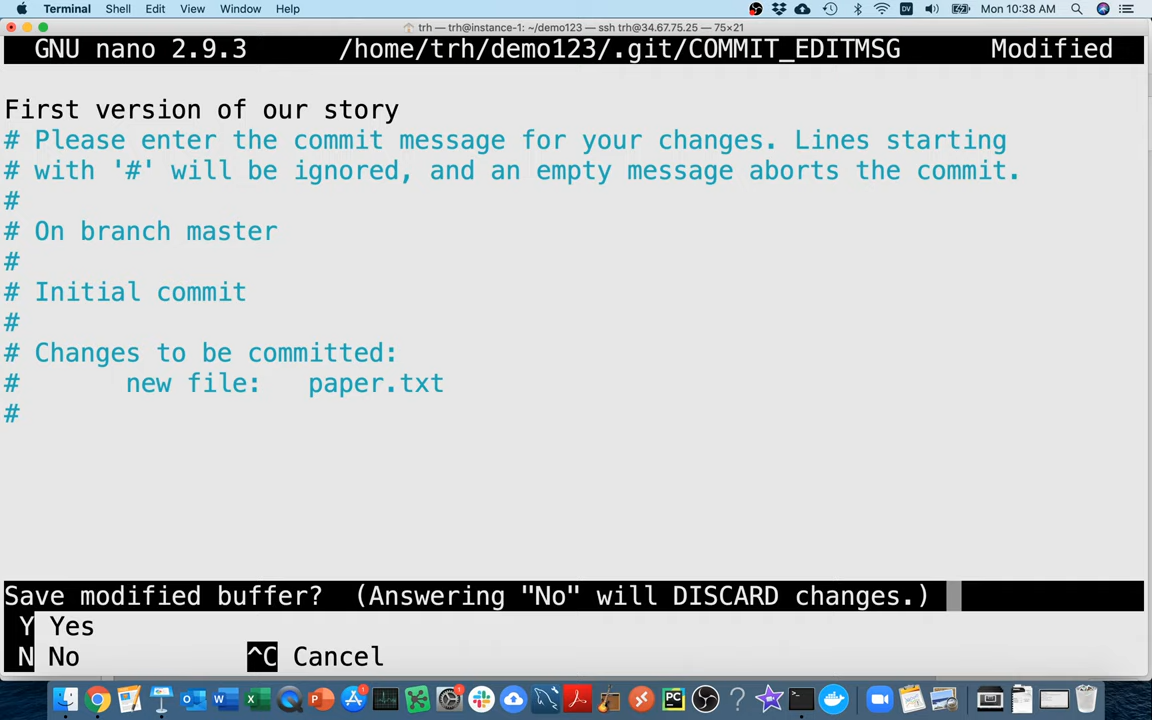 Terminal Shell Edit View Window Help Mon 10:38 AM
trh — trh@instance-1: ~/demo123 — ssh trh@34.67.75.25 — 75×21
GNU nano 2.9.3 /home/trh/demo123/.git/COMMIT_EDITMSG Modified
First version of our story
# Please enter the commit message for your changes. Lines starting
# with '#' will be ignored, and an empty message aborts the commit.
#
# On branch master
#
# Initial commit
#
# Changes to be committed:
# new file: paper.txt
#
Save modified buffer? (Answering "No" will DISCARD changes.)
Y Yes
N No ^C Cancel